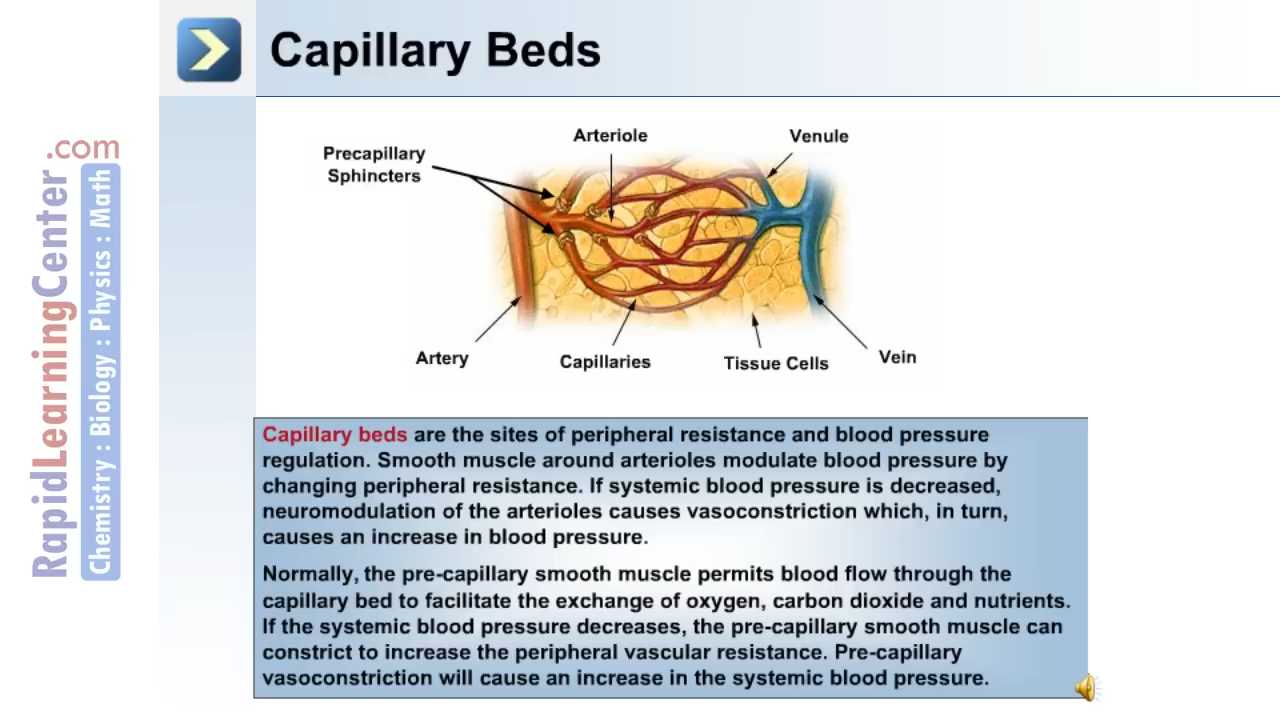 Capillary Beds
Arteriole
Venule
Precapillary
Sphincters
Artery
Capillaries
Tissue Cells
Vein
Capillary beds are the sites of peripheral resistance and blood pressure
regulation. Smooth muscle around arterioles modulate blood pressure by
changing peripheral resistance. If systemic blood pressure is decreased,
neuromodulation of the arterioles causes vasoconstriction which, in turn,
causes an increase in blood pressure.
Normally, the pre-capillary smooth muscle permits blood flow through the
capillary bed to facilitate the exchange of oxygen, carbon dioxide and nutrients.
If the systemic blood pressure decreases, the pre-capillary smooth muscle can
constrict to increase the peripheral vascular resistance. Pre-capillary
vasoconstriction will cause an increase in the systemic blood pressure.
RapidLearningCenter.com
Chemistry : Biology : Physics : Math